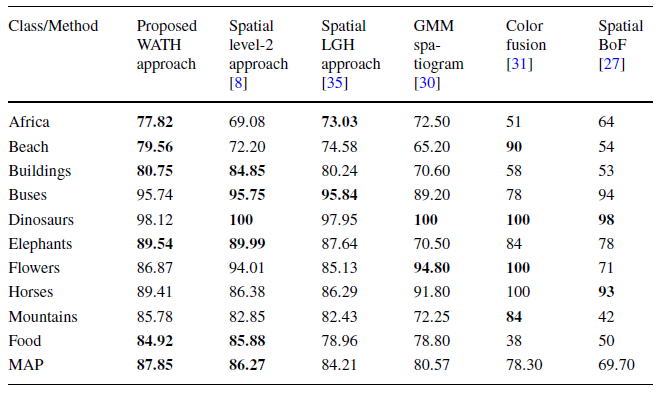 Class/Method Proposed WATH approach Spatial level-2 approach [8] Spatial LGH approach [35] GMM spa-tiogram [30] Color fusion [31] Spatial BoF [27]
Africa 77.82 69.08 73.03 72.50 51 64
Beach 79.56 72.20 74.58 65.20 90 54
Buildings 80.75 84.85 80.24 70.60 58 53
Buses 95.74 95.75 95.84 89.20 78 94
Dinosaurs 98.12 100 97.95 100 100 98
Elephants 89.54 89.99 87.64 70.50 84 78
Flowers 86.87 94.01 85.13 94.80 100 71
Horses 89.41 86.38 86.29 91.80 100 93
Mountains 85.78 82.85 82.43 72.25 84 42
Food 84.92 85.88 78.96 78.80 38 50
MAP 87.85 86.27 84.21 80.57 78.30 69.70